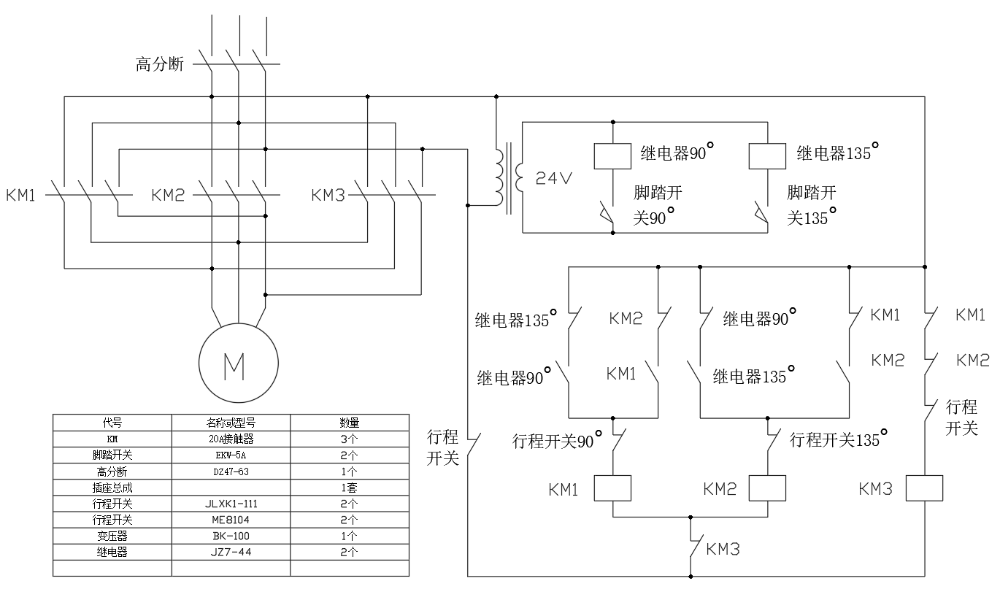 高分断
KM1
KM2
KM3
24V
继电器90°
继电器135°
脚踏开
关90°
脚踏开
关135°
继电器135°
KM2
继电器90°
KM1
KM1
继电器90°
KM1
继电器135°
KM2
KM2
行程
开关
行程
开关
行程开关90°
行程开关135°
KM1
KM2
KM3
KM3
M
代号 名称或型号 数量
KM 20A接触器 3个
脚踏开关 EKW-5A 2个
高分断 DZ47-63 1个
插座总成 1套
行程开关 JLXK1-111 2个
行程开关 ME8104 2个
变压器 BK-100 1个
继电器 JZ7-44 2个